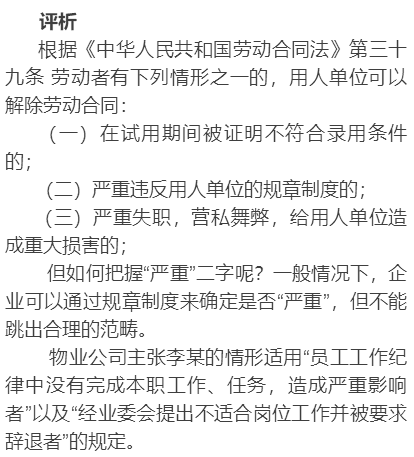 评析
根据《中华人民共和国劳动合同法》第三十
九条 劳动者有下列情形之一的，用人单位可以
解除劳动合同：
（一）在试用期间被证明不符合录用条件
的；
（二）严重违反用人单位的规章制度的；
（三）严重失职，营私舞弊，给用人单位造
成重大损害的；
但如何把握“严重”二字呢？一般情况下，企
业可以通过规章制度来确定是否“严重”，但不能
跳出合理的范畴。
物业公司主张李某的情形适用“员工工作纪
律中没有完成本职工作、任务，造成严重影响
者”以及“经业委会提出不适合岗位工作并被要求
辞退者”的规定。